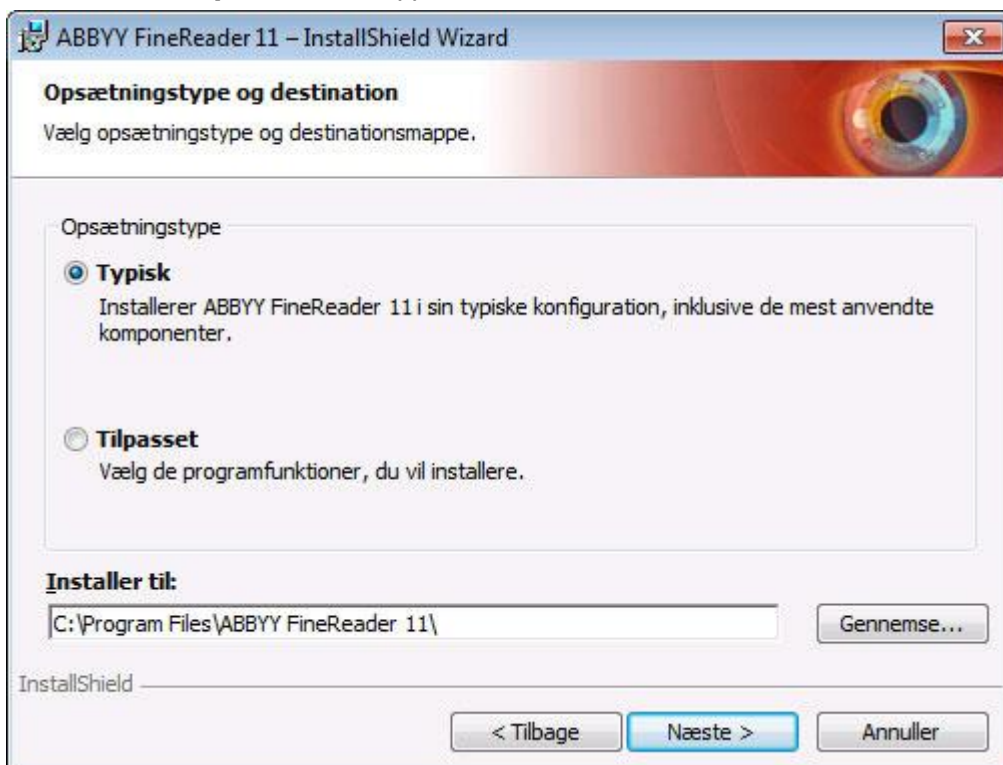 ABBYY FineReader 11 – InstallShield Wizard
Opsætningstype og destination
Vælg opsætningstype og destinationsmappe.
Opsætningstype
Typisk
Installerer ABBYY FineReader 11 i sin typiske konfiguration, inklusive de mest anvendte
komponenter.
Tilpasset
Vælg de programfunktioner, du vil installere.
Installer til:
C:\Program Files\ABBYY FineReader 11\
Gennemse...
InstallShield
< Tilbage
Næste >
Annuller